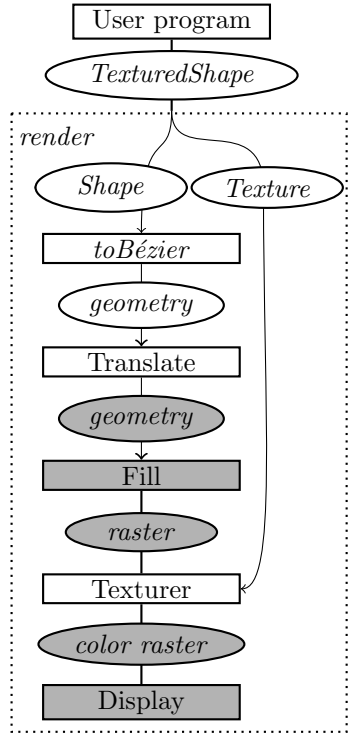 User program
TexturedShape
render
Shape
Texture
toBézier
geometry
Translate
geometry
Fill
raster
Texturer
color raster
Display